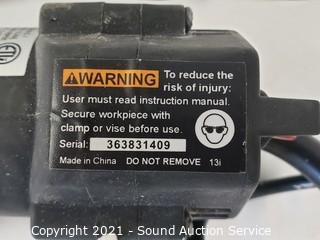 WARNING To reduce the
risk of injury:
User must read instruction manual.
Secure workpiece with
clamp or vise before use.
Serial: 363831409
Made in China DO NOT REMOVE 13i
Copyright 2021 - Sound Auction Service